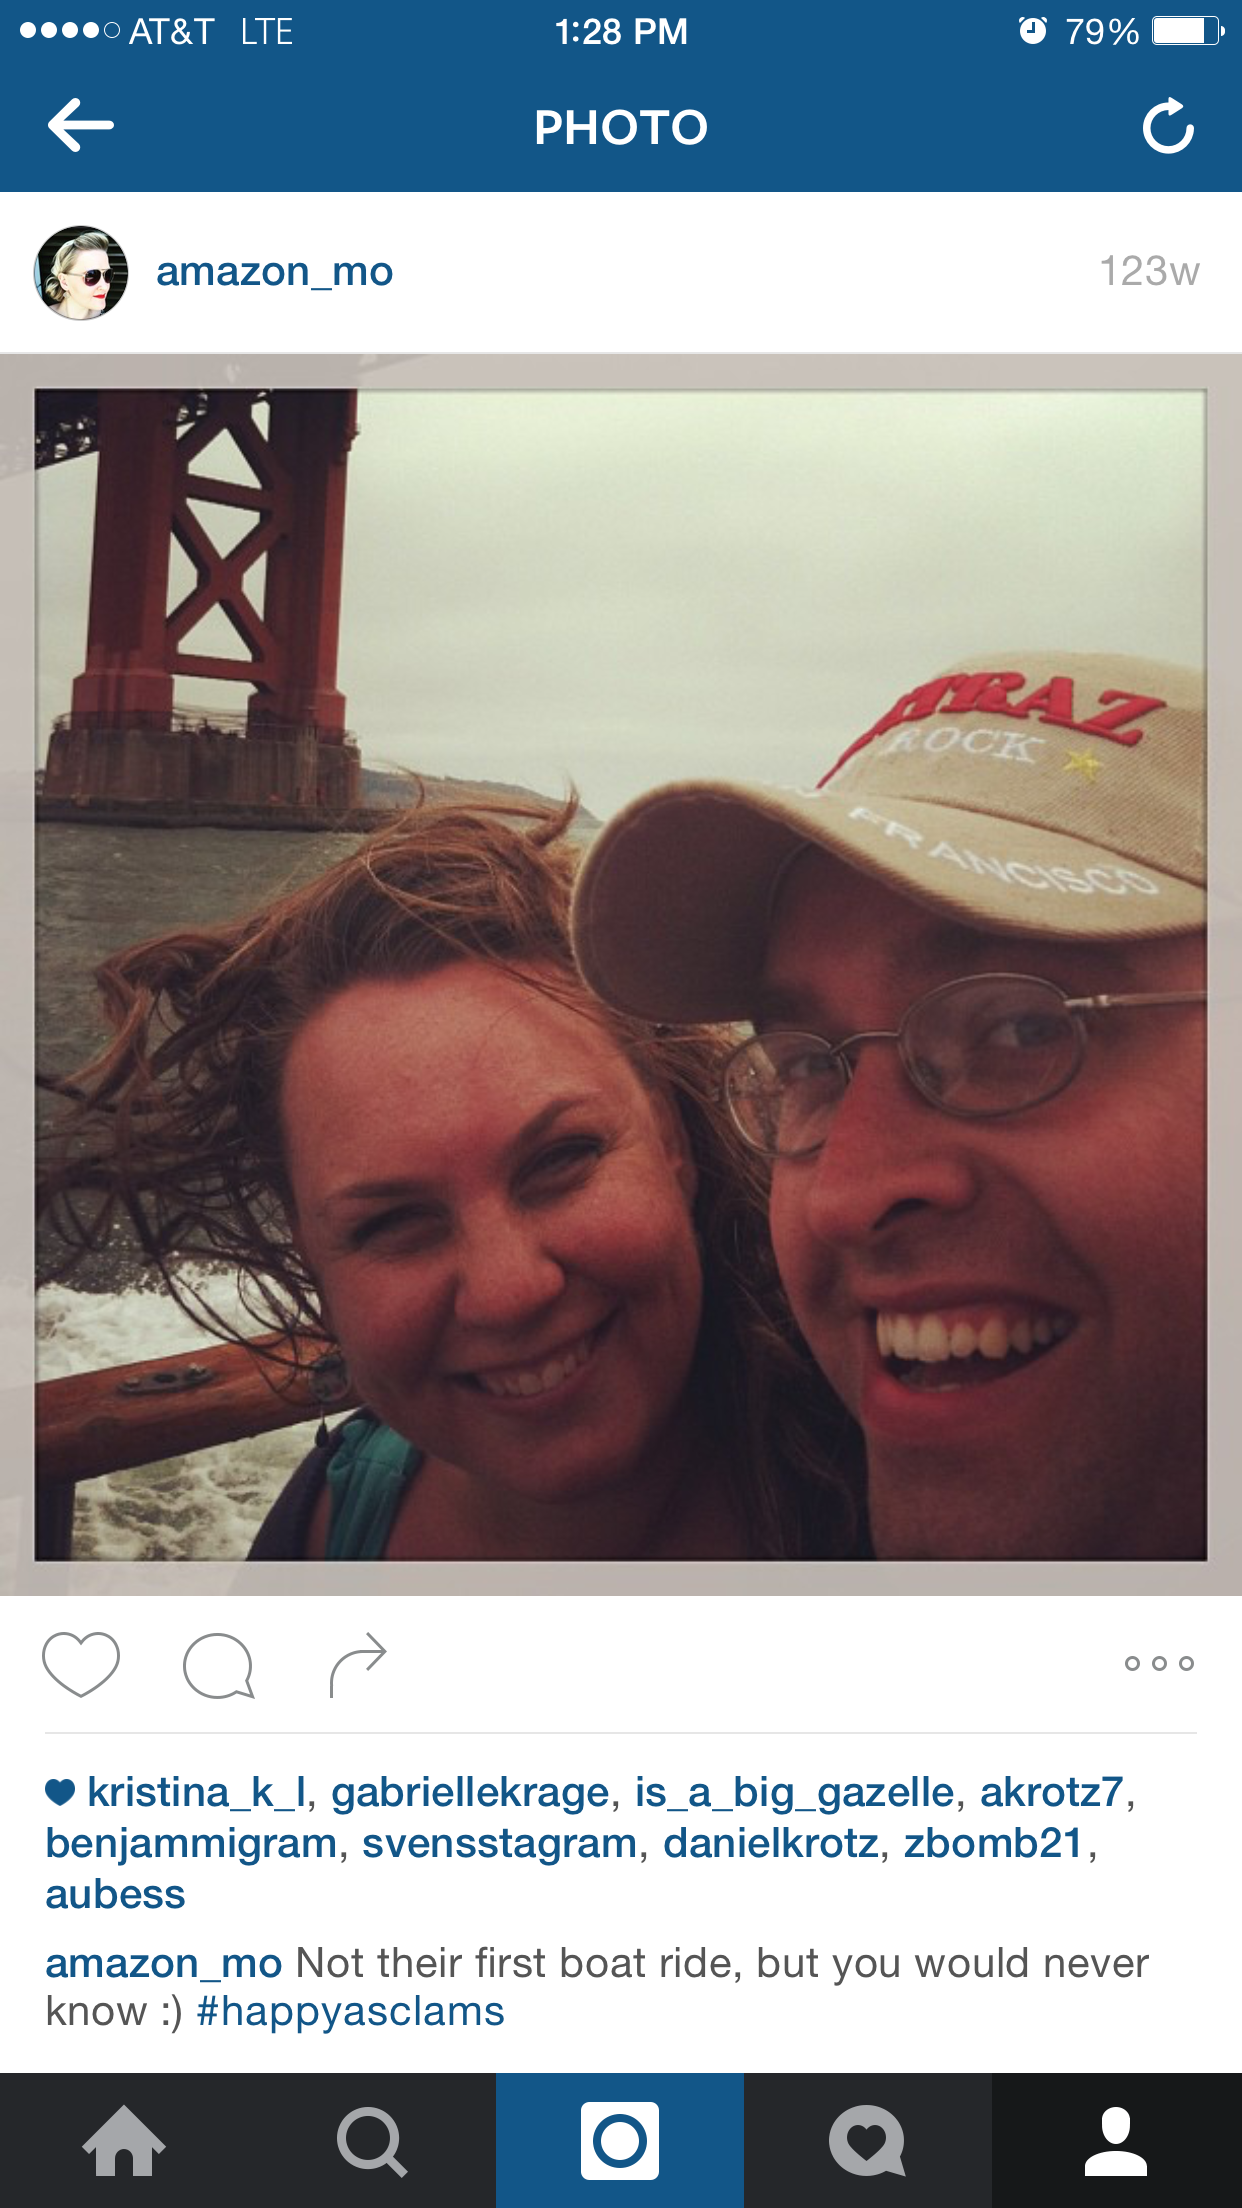 AT&T LTE 1:28 PM 79%
PHOTO
amazon_mo 123w
TRAZ
ROCK
FRANCISCO
kristina_k_l, gabriellekrage, is_a_big_gazelle, akrotz7,
benjammigram, svensstagram, danielkrotz, zbomb21,
aubess
amazon_mo Not their first boat ride, but you would never
know :) #happyasclams